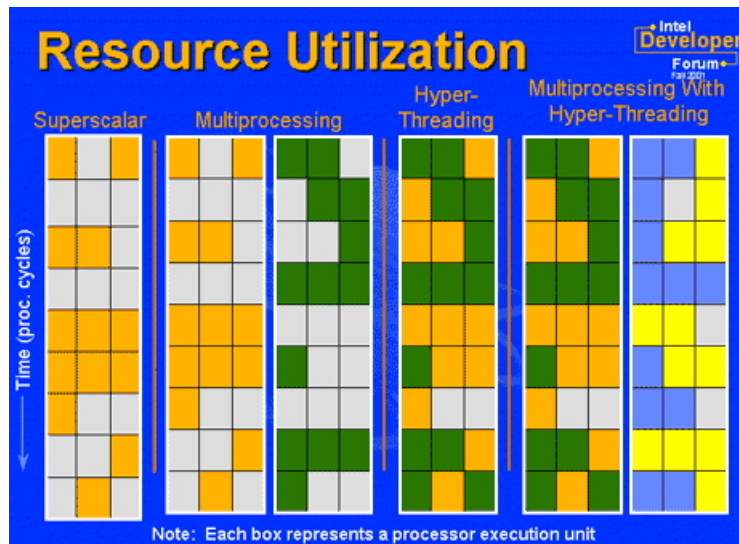 Resource Utilization
Intel
Developer
Forum
Fall 2001
Superscalar
Multiprocessing
Hyper-
Threading
Multiprocessing With
Hyper-Threading
Time (proc. cycles)
Note: Each box represents a processor execution unit